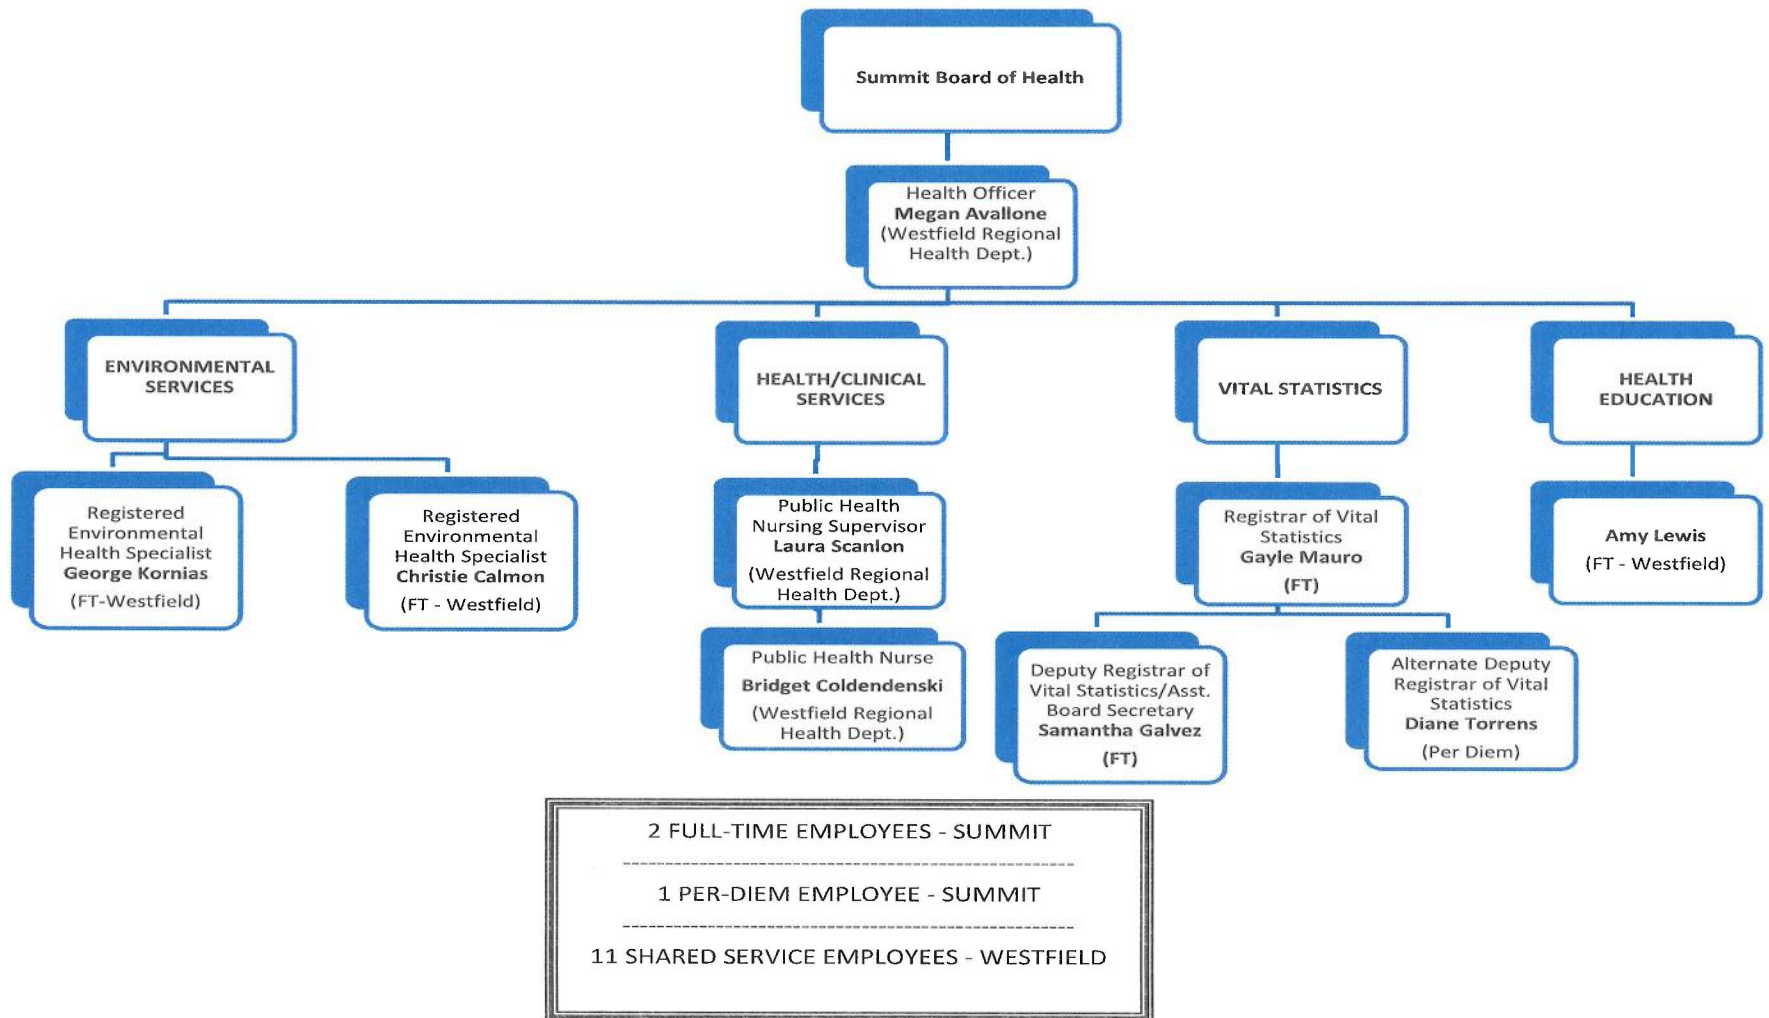 Summit Board of Health
Health Officer
Megan Avallone
(Westfield Regional
Health Dept.)
ENVIRONMENTAL
SERVICES
HEALTH/CLINICAL
SERVICES
VITAL STATISTICS
HEALTH
EDUCATION
Registered
Environmental
Health Specialist
George Kornias
(FT-Westfield)
Registered
Environmental
Health Specialist
Christie Calmon
(FT - Westfield)
Public Health
Nursing Supervisor
Laura Scanlon
(Westfield Regional
Health Dept.)
Registrar of Vital
Statistics
Gayle Mauro
(FT)
Amy Lewis
(FT - Westfield)
Public Health Nurse
Bridget Coldendenski
(Westfield Regional
Health Dept.)
Deputy Registrar of
Vital Statistics/Asst.
Board Secretary
Samantha Galvez
(FT)
Alternate Deputy
Registrar of Vital
Statistics
Diane Torrens
(Per Diem)
2 FULL-TIME EMPLOYEES - SUMMIT
1 PER-DIEM EMPLOYEE - SUMMIT
11 SHARED SERVICE EMPLOYEES - WESTFIELD